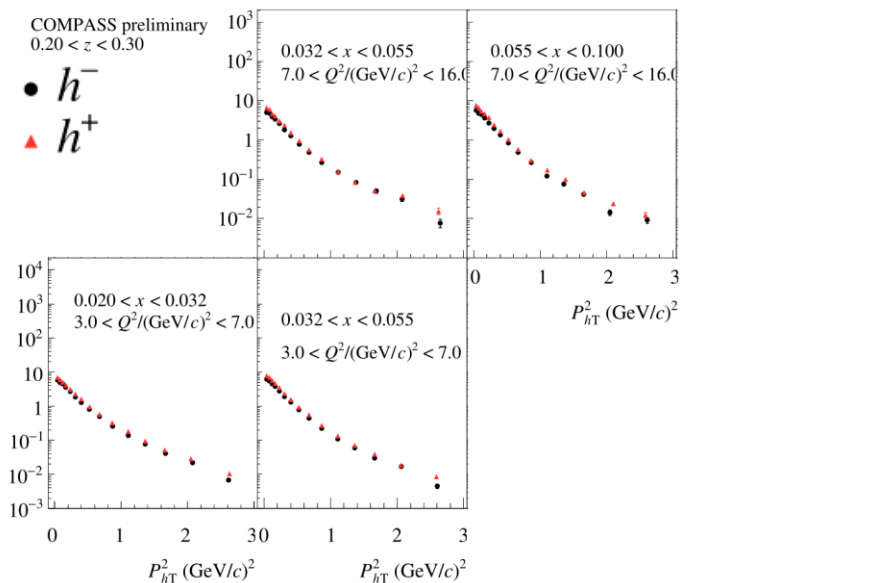 COMPASS preliminary
0.20 < z < 0.30
h⁻
h⁺
10³
10²
10
1
10⁻¹
10⁻²
0.032 < x < 0.055
7.0 < Q²/(GeV/c)² < 16.0
0.055 < x < 0.100
7.0 < Q²/(GeV/c)² < 16.0
0 1 2 3
P²hT (GeV/c)²
10⁴
10³
10²
10
1
10⁻¹
10⁻²
10⁻³
0.020 < x < 0.032
3.0 < Q²/(GeV/c)² < 7.0
0.032 < x < 0.055
3.0 < Q²/(GeV/c)² < 7.0
0 1 2 30 1 2 3
P²hT (GeV/c)² P²hT (GeV/c)²